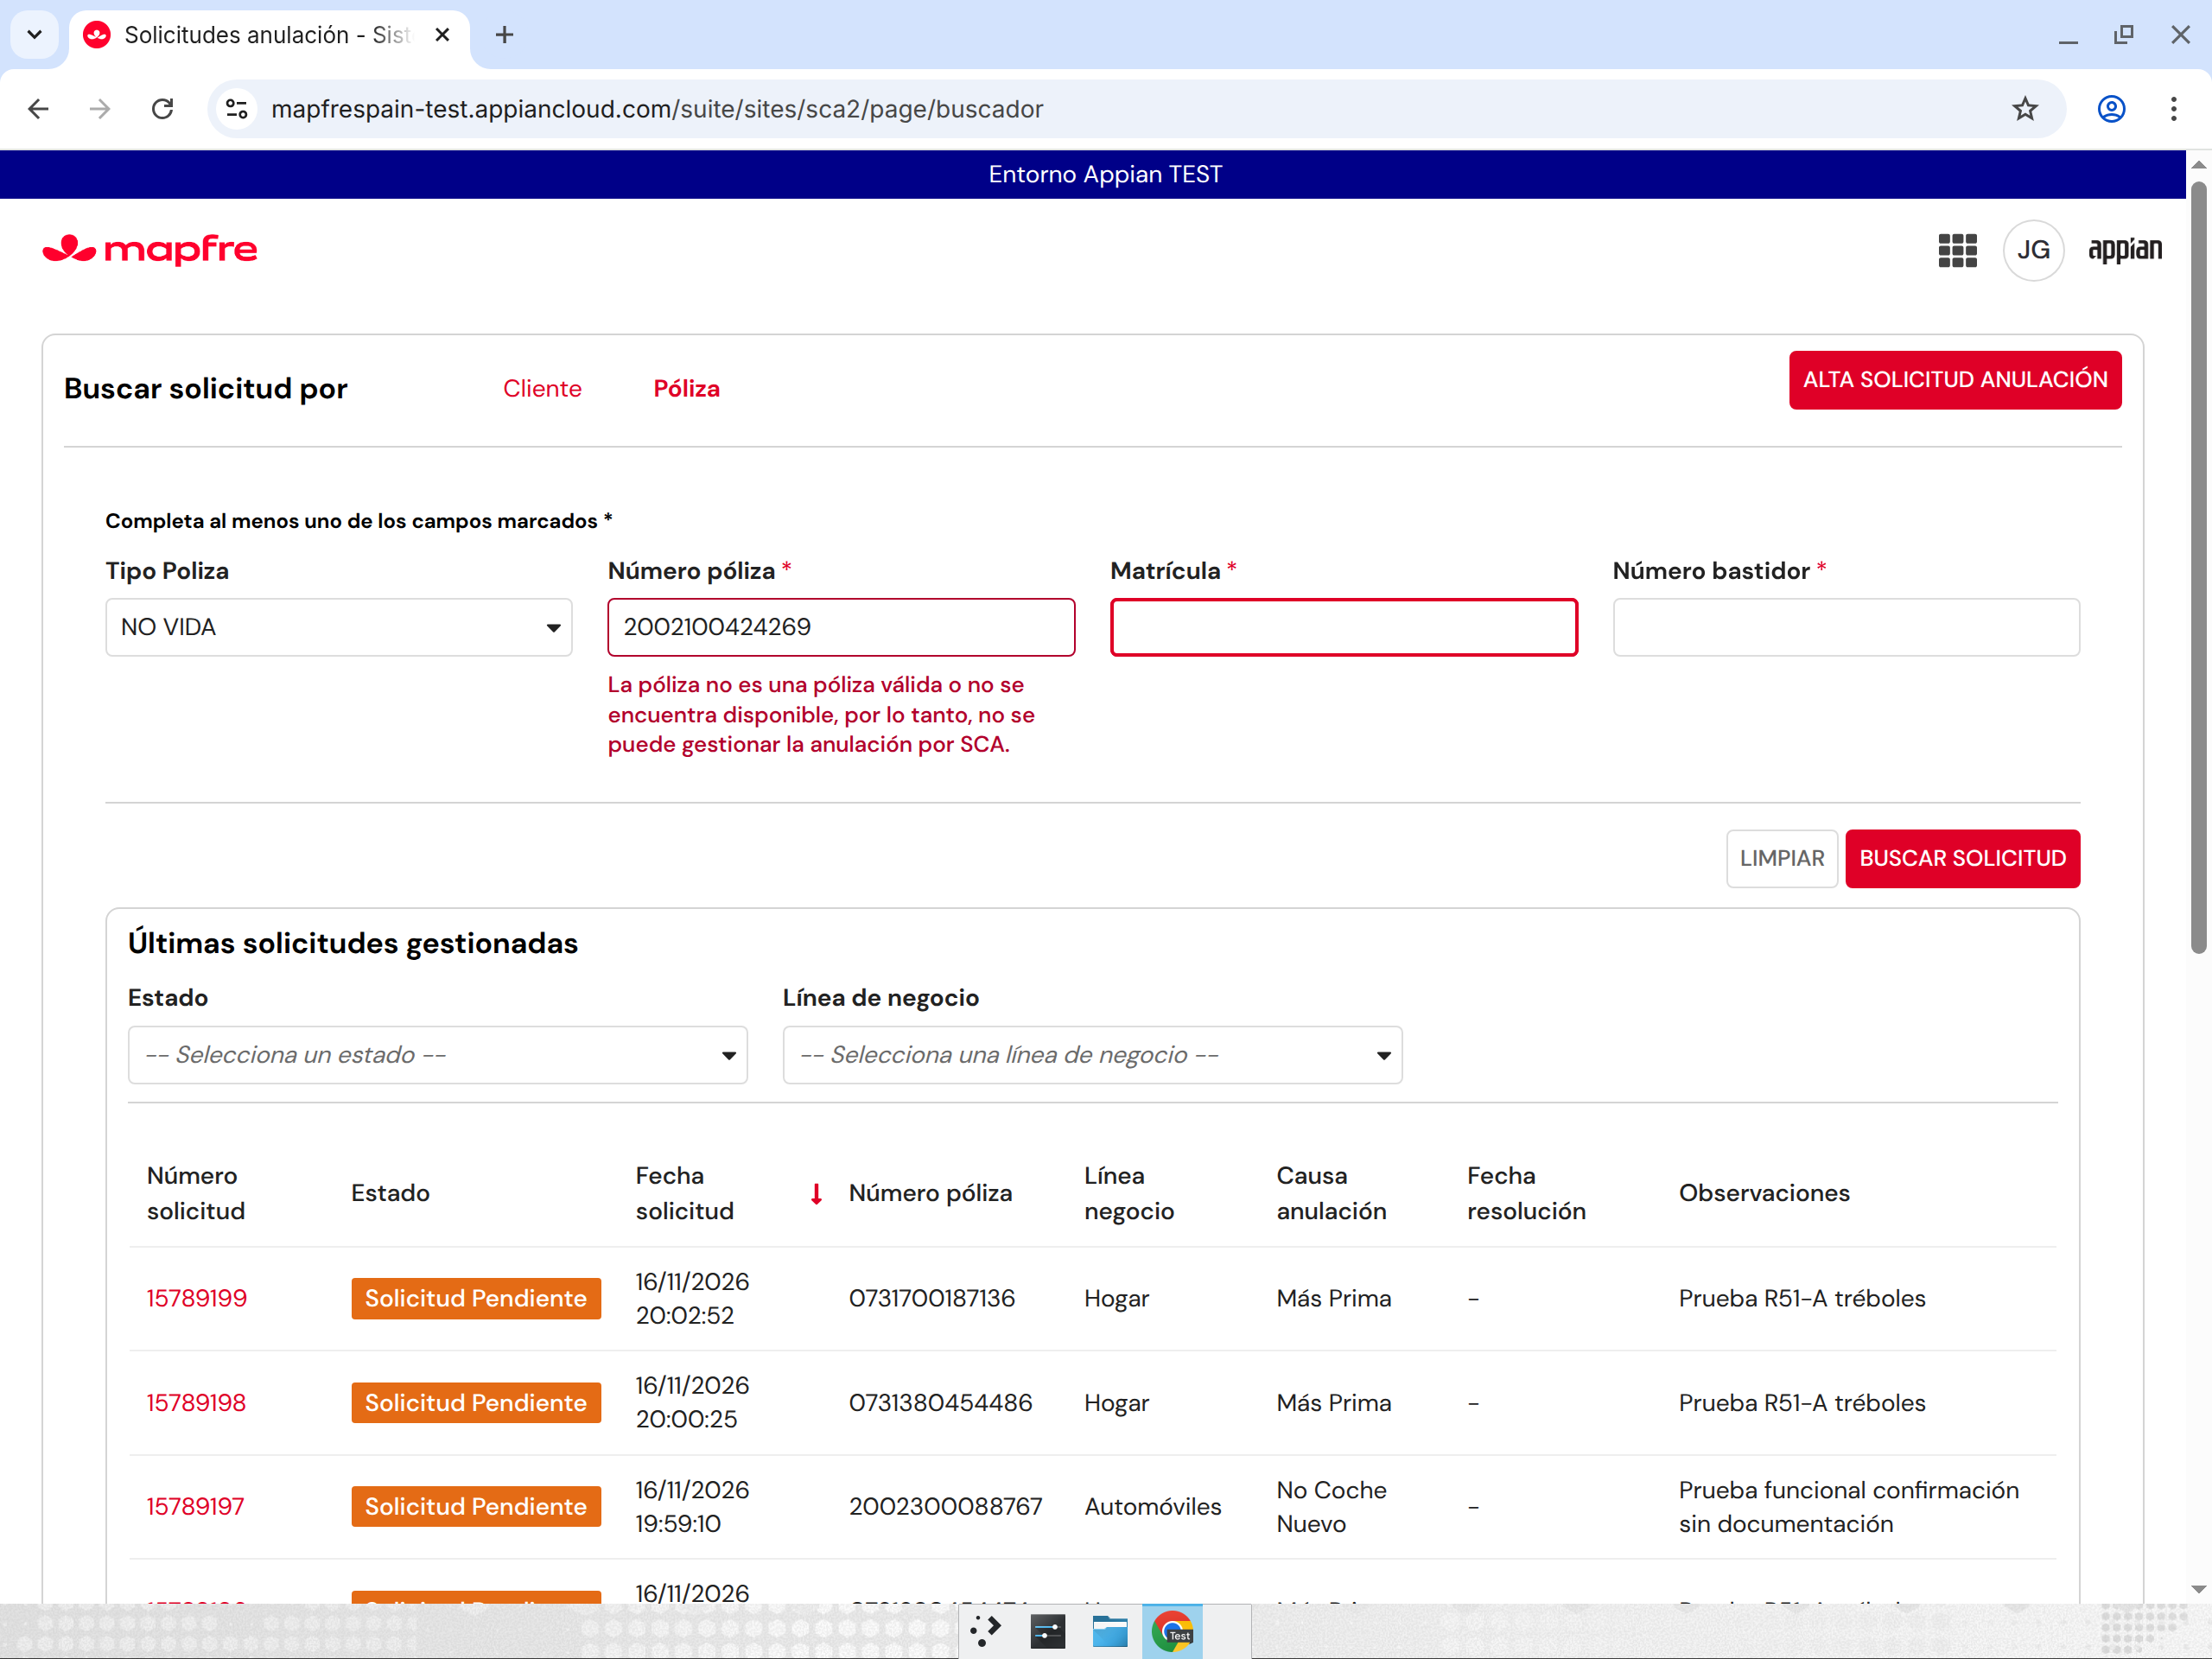 Solicitudes anulación - Sist
mapfrespain-test.appiancloud.com/suite/sites/sca2/page/buscador
Entorno Appian TEST
mapfre
JG
appian
Buscar solicitud por
Cliente
Póliza
ALTA SOLICITUD ANULACIÓN
Completa al menos uno de los campos marcados *
Tipo Poliza
Número póliza *
Matrícula *
Número bastidor *
NO VIDA
2002100424269
La póliza no es una póliza válida o no se
encuentra disponible, por lo tanto, no se
puede gestionar la anulación por SCA.
LIMPIAR
BUSCAR SOLICITUD
Últimas solicitudes gestionadas
Estado
Línea de negocio
-- Selecciona un estado --
-- Selecciona una línea de negocio --
Número solicitud
Estado
Fecha solicitud
Número póliza
Línea negocio
Causa anulación
Fecha resolución
Observaciones
15789199
Solicitud Pendiente
16/11/2026
20:02:52
0731700187136
Hogar
Más Prima
–
Prueba R51-A tréboles
15789198
Solicitud Pendiente
16/11/2026
20:00:25
0731380454486
Hogar
Más Prima
–
Prueba R51-A tréboles
15789197
Solicitud Pendiente
16/11/2026
19:59:10
2002300088767
Automóviles
No Coche
Nuevo
–
Prueba funcional confirmación
sin documentación
16/11/2026
Test